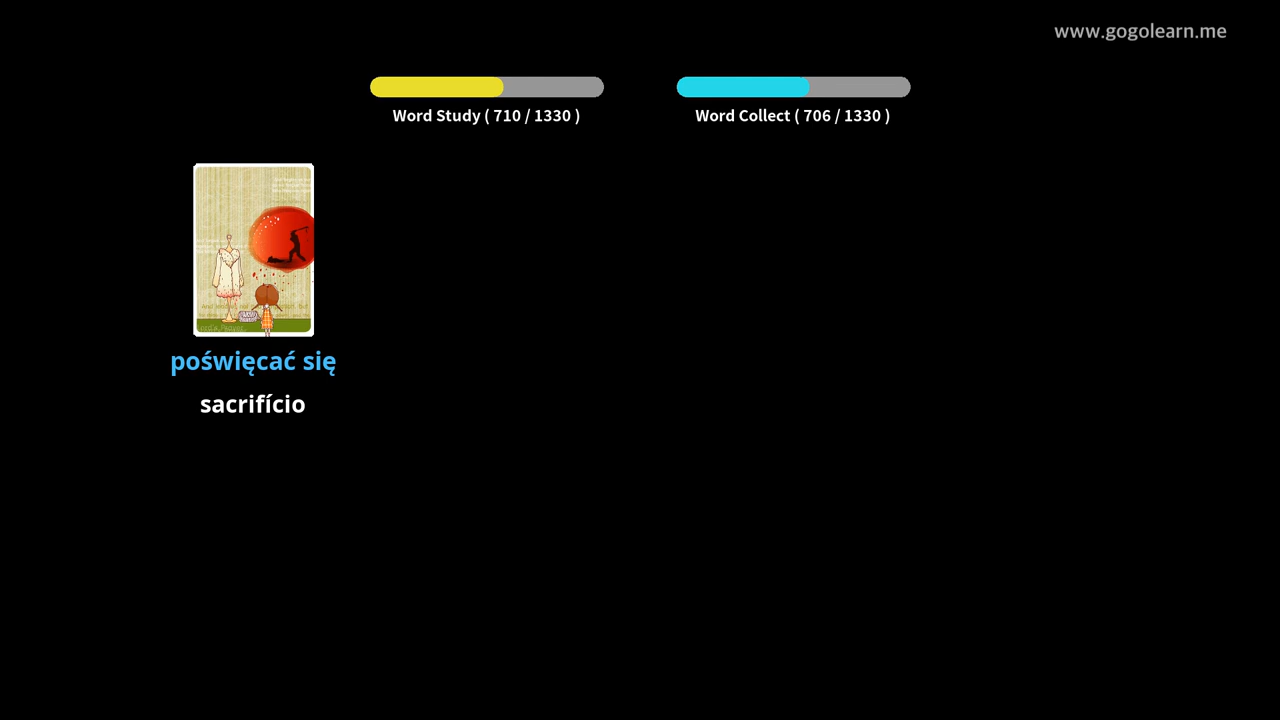 www.gogolearn.me
Word Study ( 710 / 1330 )
Word Collect ( 706 / 1330 )
poświęcać się
sacrifício